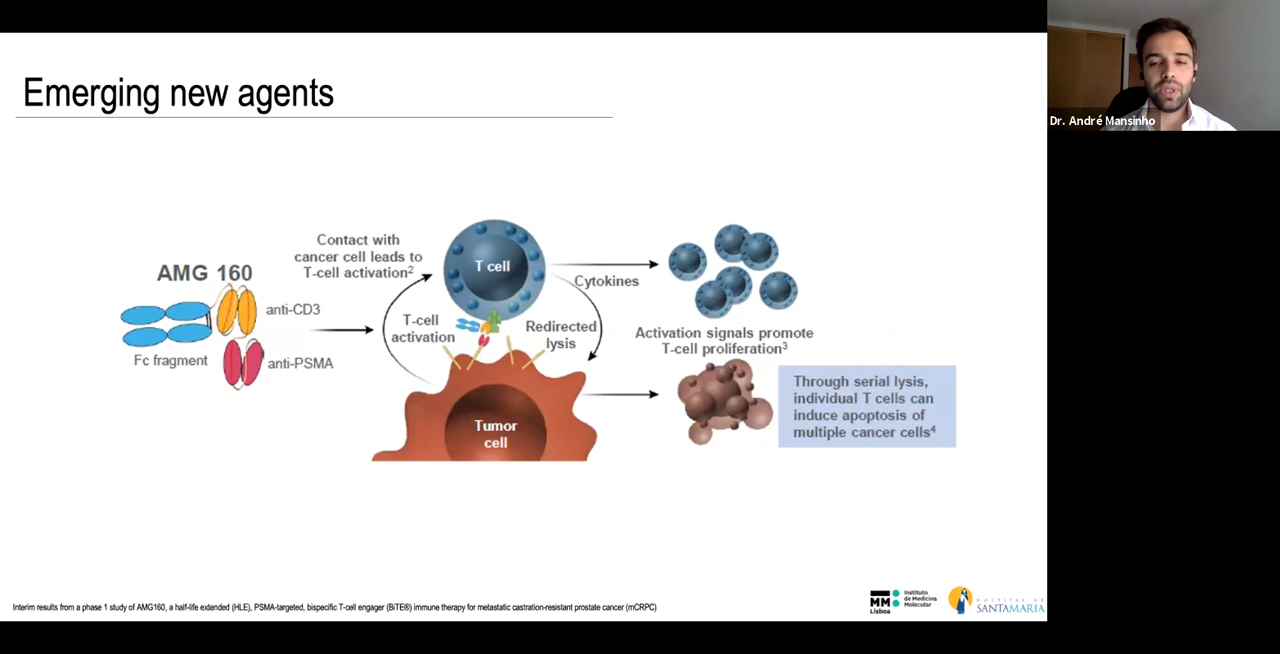 Emerging new agents
Dr. André Mansinho
AMG 160
anti-CD3
Fc fragment
anti-PSMA
Contact with
cancer cell leads to
T-cell activation²
T cell
T-cell
activation
Redirected
lysis
Cytokines
Tumor
cell
Activation signals promote
T-cell proliferation³
Through serial lysis,
individual T cells can
induce apoptosis of
multiple cancer cells⁴
Interim results from a phase 1 study of AMG160, a half-life extended (HLE), PSMA-targeted, bispecific T-cell engager (BiTE®) immune therapy for metastatic castration-resistant prostate cancer (mCRPC)
MM
Lisboa
Instituto
de Medicina
Molecular
HOSPITAL DE
SANTAMARIA